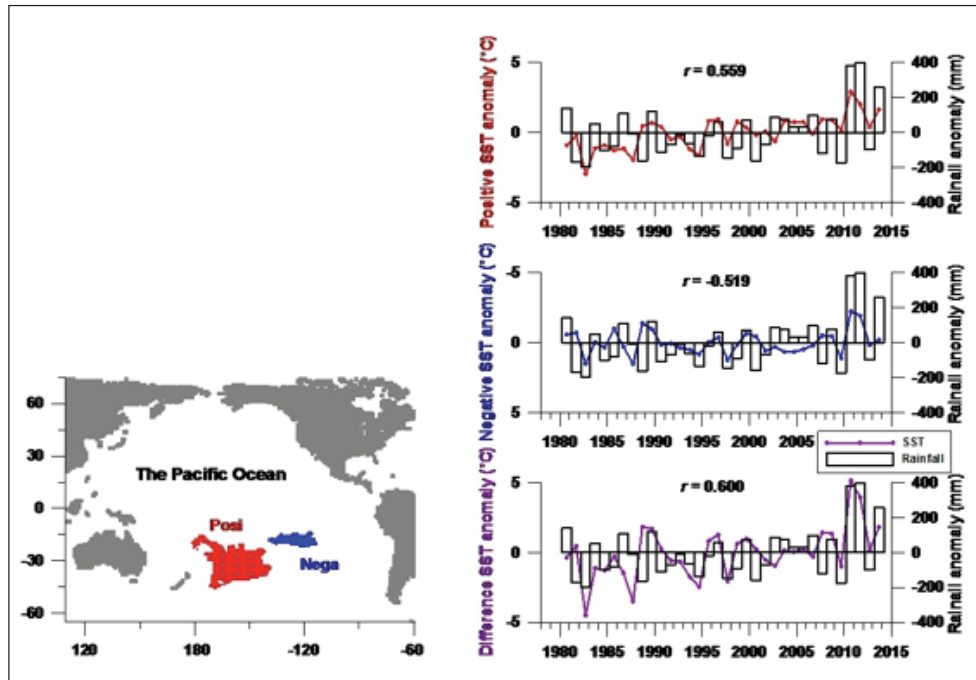 Positive SST anomaly (°C)
5
0
-5
r = 0.559
400
200
0
-200
-400
Rainfall anomaly (mm)
1980 1985 1990 1995 2000 2005 2010 2015
Negative SST anomaly (°C)
-5
0
5
r = -0.519
400
200
0
-200
-400
Rainfall anomaly (mm)
1980 1985 1990 1995 2000 2005
SST
Rainfall
Difference SST anomaly (°C)
5
0
-5
r = 0.600
400
200
0
-200
-400
Rainfall anomaly (mm)
1980 1985 1990 1995 2000 2005 2010 2015
60
30
0
-30
-60
The Pacific Ocean
Posi
Nega
120 180 -120 -60